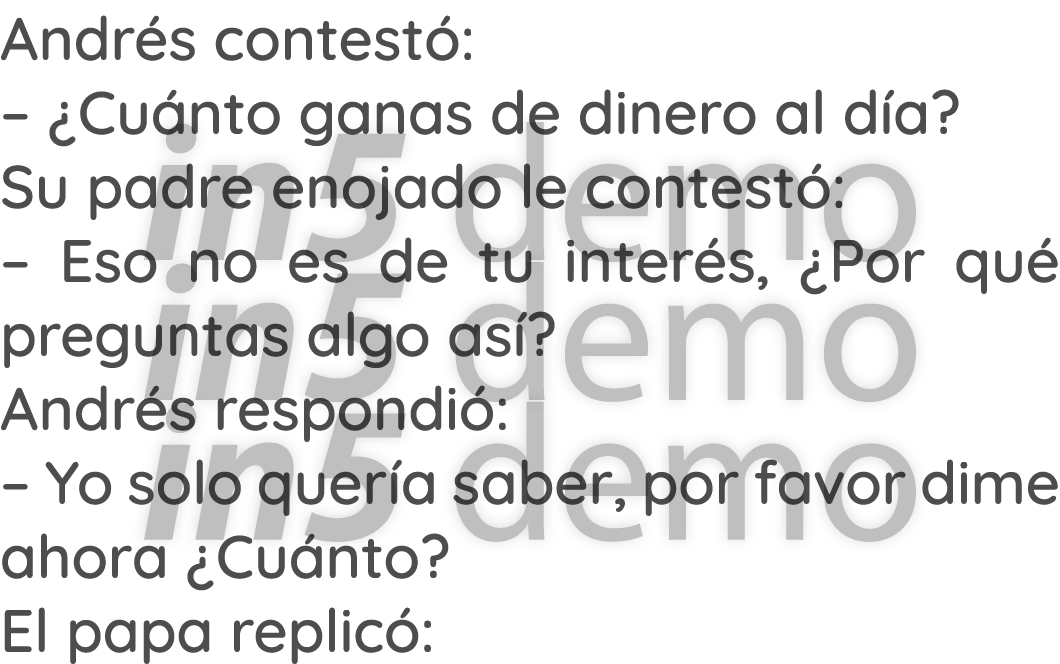 Andrés contestó:
– ¿Cuánto ganas de dinero al día?
Su padre enojado le contestó:
– Eso no es de tu interés, ¿Por qué
preguntas algo así?
Andrés respondió:
– Yo solo quería saber, por favor dime
ahora ¿Cuánto?
El papa replicó:
in5 demo
in5 demo
in5 demo